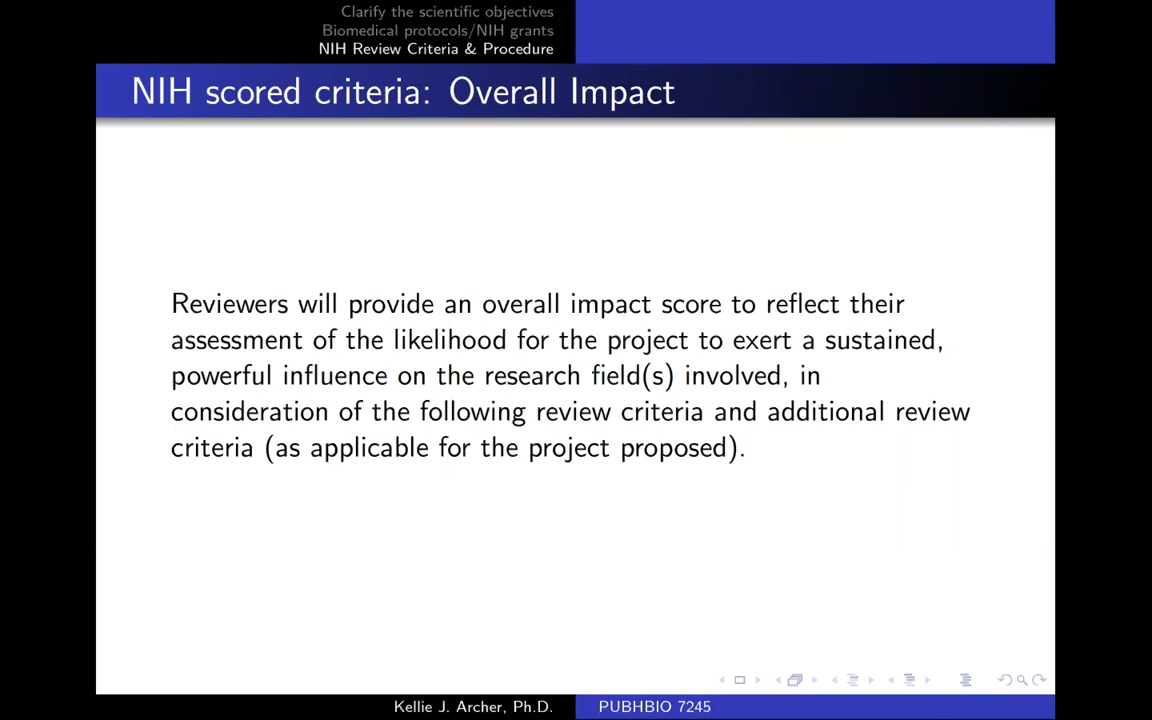 Clarify the scientific objectives
Biomedical protocols/NIH grants
NIH Review Criteria & Procedure
NIH scored criteria: Overall Impact
Reviewers will provide an overall impact score to reflect their
assessment of the likelihood for the project to exert a sustained,
powerful influence on the research field(s) involved, in
consideration of the following review criteria and additional review
criteria (as applicable for the project proposed).
Kellie J. Archer, Ph.D.
PUBHBIO 7245